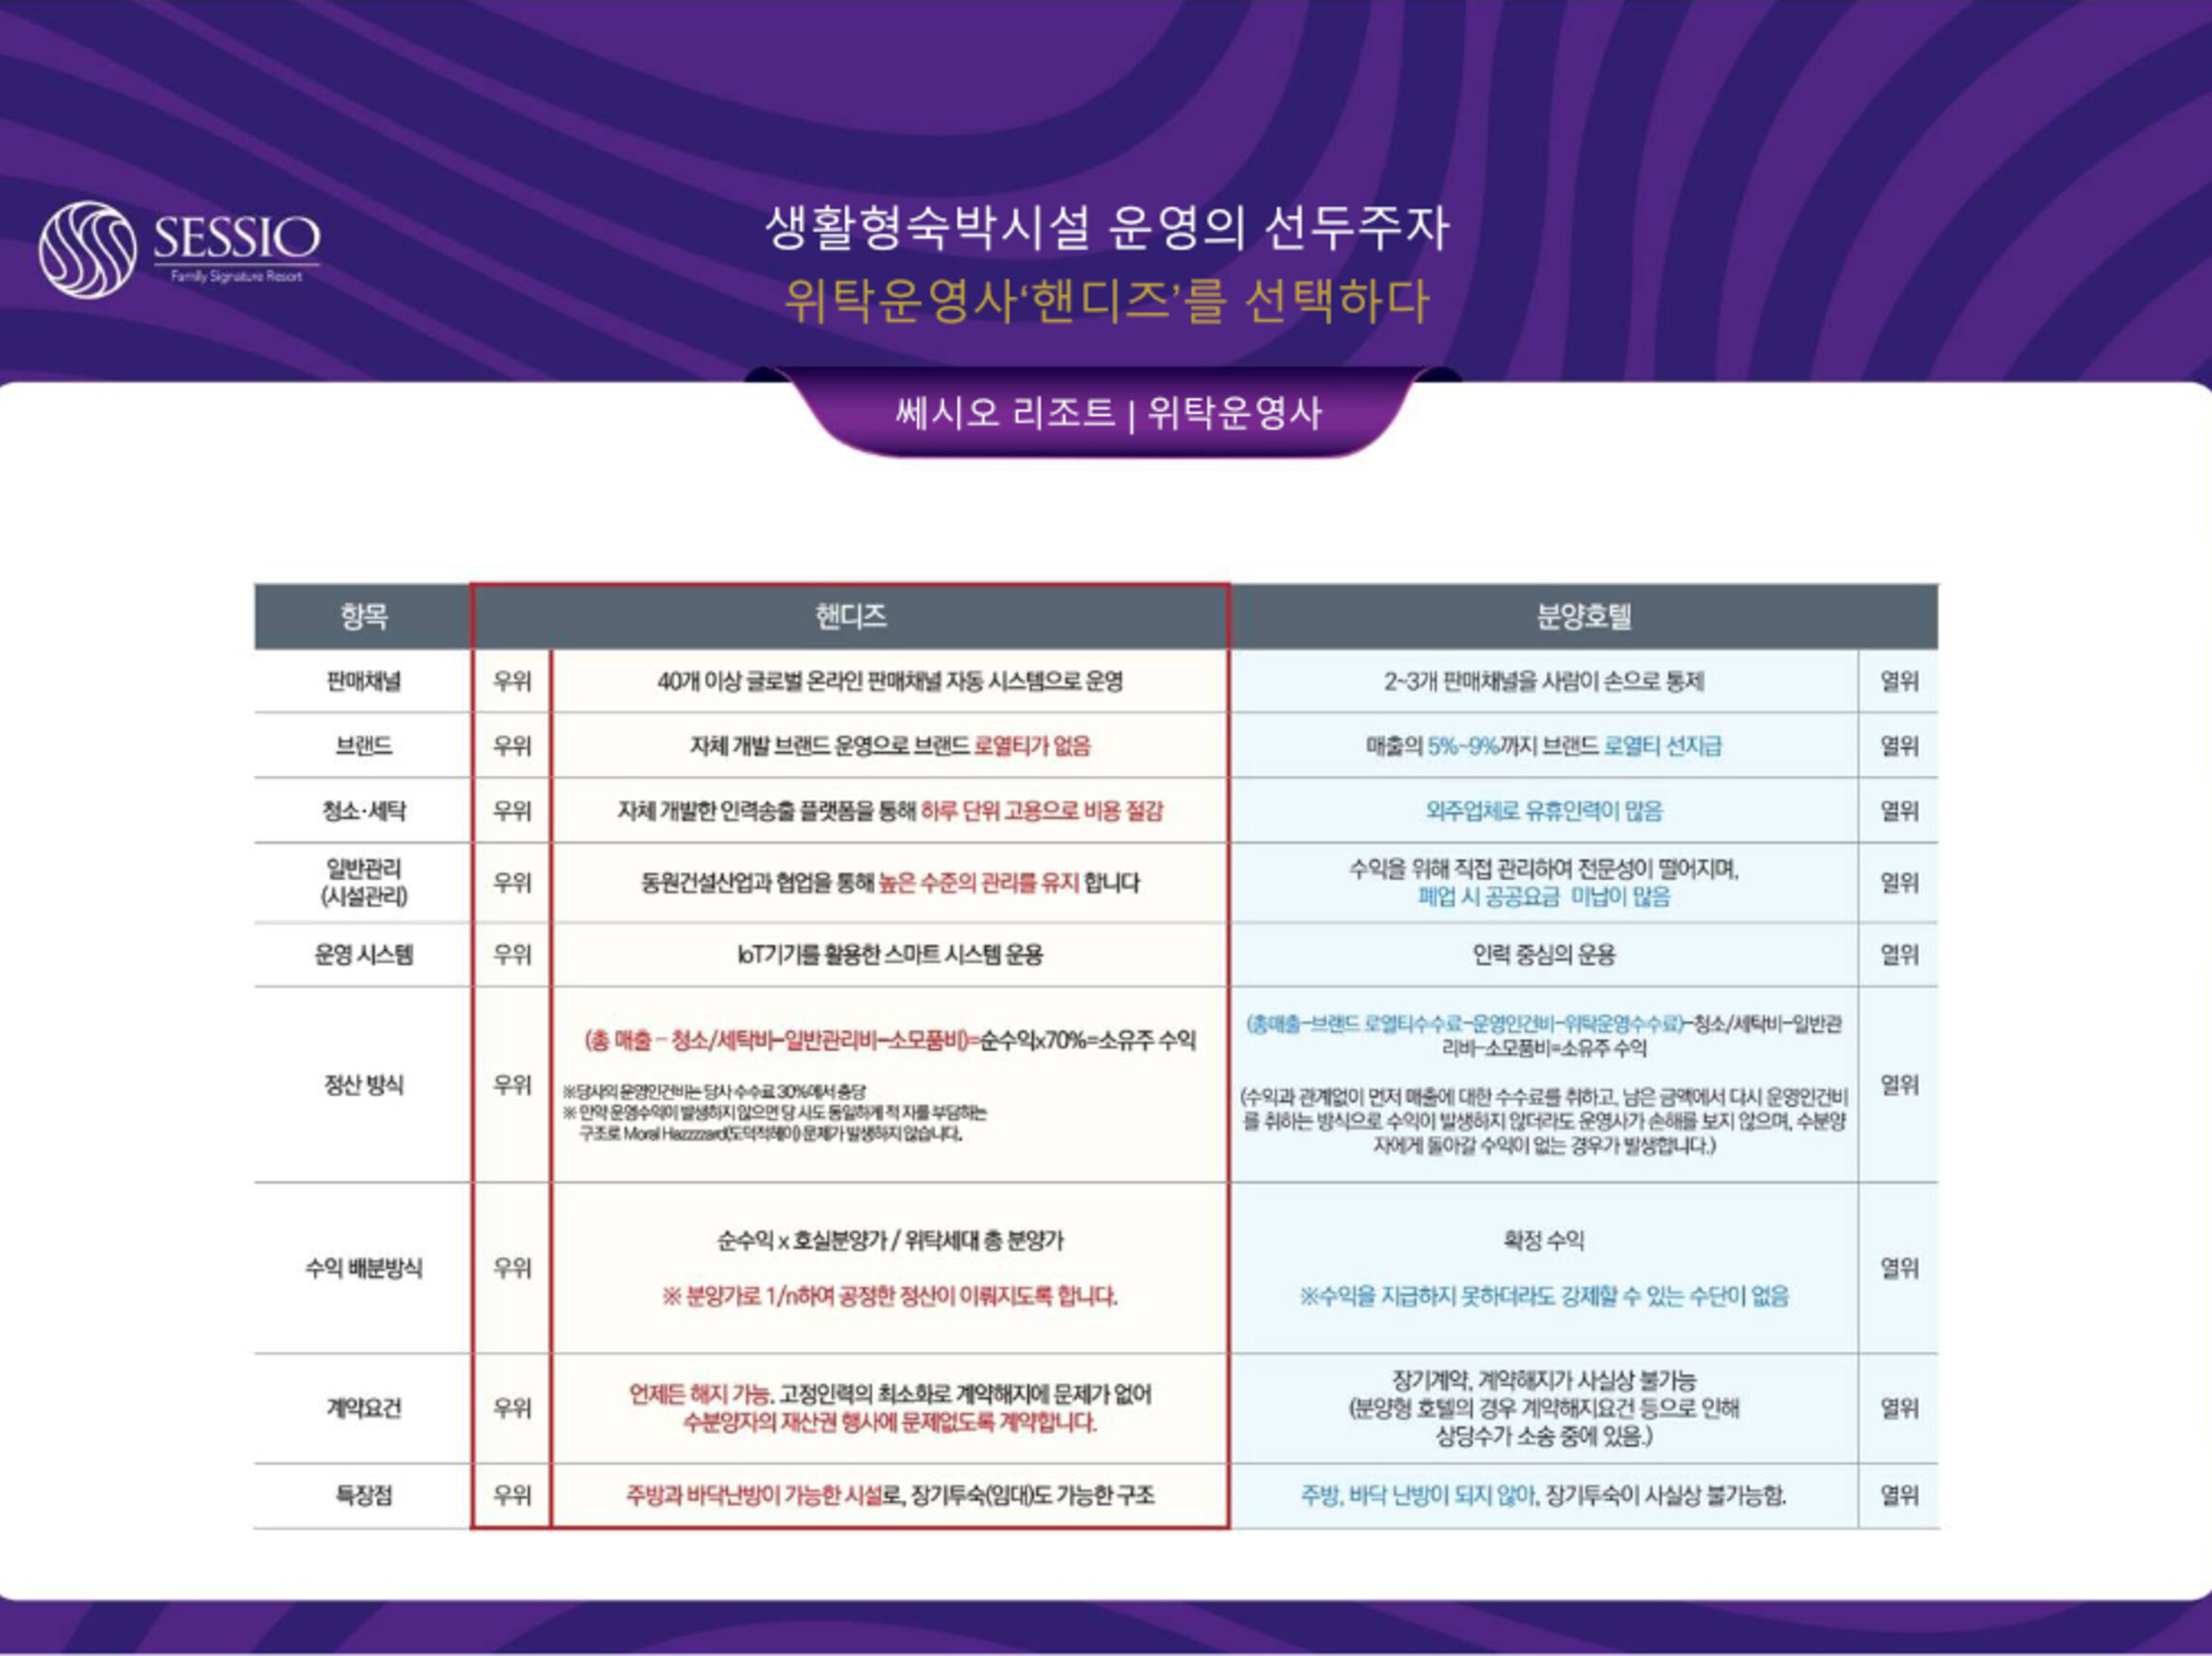 SESSIO
Family Signature Resort
생활형숙박시설 운영의 선두주자
위탁운영사‘핸디즈’를 선택하다
쎄시오 리조트 | 위탁운영사
항목 핸디즈 분양호텔
판매채널 우위 40개 이상 글로벌 온라인 판매채널 자동 시스템으로 운영 2~3개 판매채널을 사람이 손으로 통제 열위
브랜드 우위 자체 개발 브랜드 운영으로 브랜드 로열티가 없음 매출의 5%~9%까지 브랜드 로열티 선지급 열위
청소·세탁 우위 자체 개발한 인력송출 플랫폼을 통해 하루 단위 고용으로 비용 절감 외주업체로 유휴인력이 많음 열위
일반관리
(시설관리)
우위
동원건설산업과 협업을 통해 높은 수준의 관리를 유지 합니다
수익을 위해 직접 관리하여 전문성이 떨어지며,
폐업 시 공공요금 미납이 많음
열위
운영 시스템 우위 IoT기기를 활용한 스마트 시스템 운용 인력 중심의 운용 열위
정산 방식
우위
(총 매출 – 청소/세탁비–일반관리비–소모품비)=순수익x70%=소유주 수익
※당사의 운영인건비는 당사 수수료 30%에서 충당
※ 만약 운영수익이 발생하지 않으면 당 사도 동일하게 적 자를 부담하는
구조로 Moral Hazzzzard(도덕적해이) 문제가 발생하지 않습니다.
(총매출–브랜드 로열티수수료–운영인건비–위탁운영수수료)–청소/세탁비–일반관
리비–소모품비=소유주 수익
(수익과 관계없이 먼저 매출에 대한 수수료를 취하고, 남은 금액에서 다시 운영인건비
를 취하는 방식으로 수익이 발생하지 않더라도 운영사가 손해를 보지 않으며, 수분양
자에게 돌아갈 수익이 없는 경우가 발생합니다.)
열위
수익 배분방식
우위
순수익 x 호실분양가 / 위탁세대 총 분양가
※ 분양가로 1/n하여 공정한 정산이 이뤄지도록 합니다.
확정 수익
※수익을 지급하지 못하더라도 강제할 수 있는 수단이 없음
열위
계약요건
우위
언제든 해지 가능. 고정인력의 최소화로 계약해지에 문제가 없어
수분양자의 재산권 행사에 문제없도록 계약합니다.
장기계약, 계약해지가 사실상 불가능
(분양형 호텔의 경우 계약해지요건 등으로 인해
상당수가 소송 중에 있음.)
열위
특장점 우위 주방과 바닥난방이 가능한 시설로, 장기투숙(임대)도 가능한 구조 주방, 바닥 난방이 되지 않아, 장기투숙이 사실상 불가능함. 열위